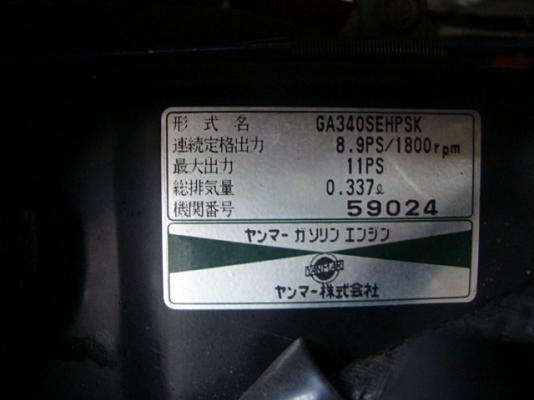 形式名 GA340SEHPSK
連続定格出力 8.9PS/1800rpm
最大出力 11PS
総排気量 0.337ℓ
機関番号 59024
ヤンマー ガソリン エンジン
YANMAR
ヤンマー株式会社